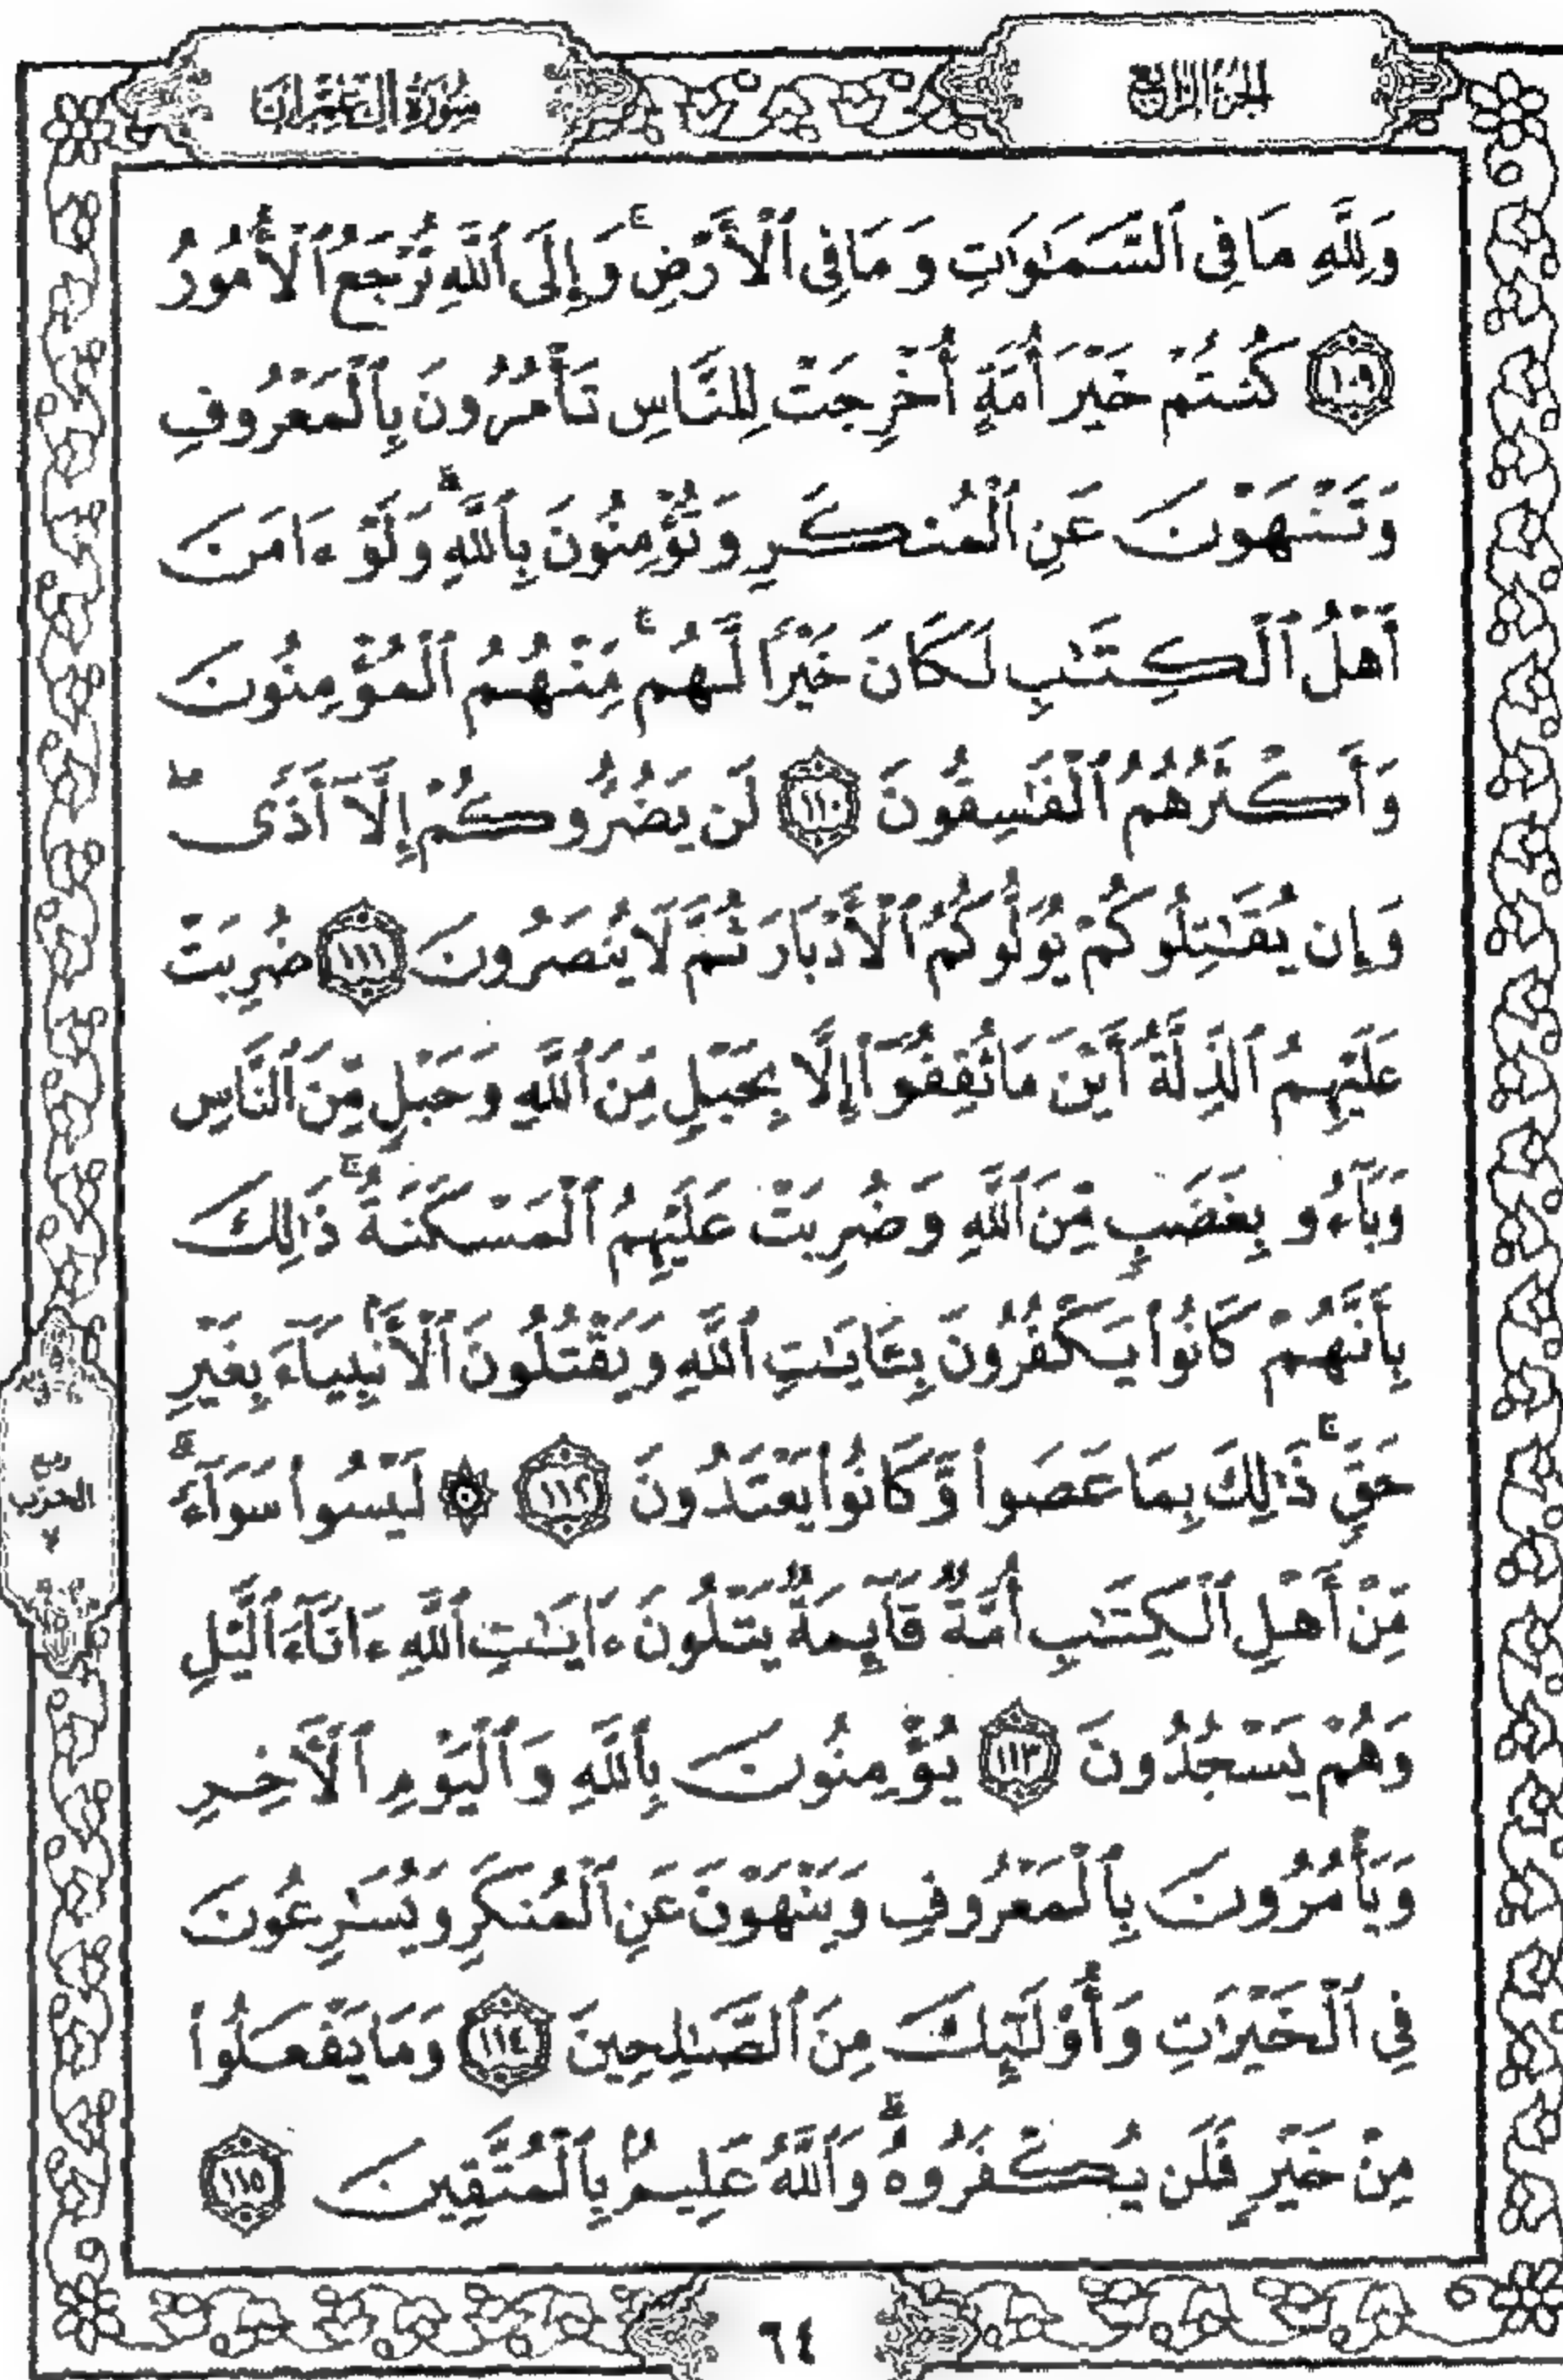 الجزء الرابع
سورة آل عمران
وَلِلَّهِ مَا فِي ٱلسَّمَٰوَٰتِ وَمَا فِي ٱلْأَرْضِ ۚ وَإِلَى ٱللَّهِ تُرْجَعُ ٱلْأُمُورُ
١٠٩ كُنتُمْ خَيْرَ أُمَّةٍ أُخْرِجَتْ لِلنَّاسِ تَأْمُرُونَ بِٱلْمَعْرُوفِ
وَتَنْهَوْنَ عَنِ ٱلْمُنكَرِ وَتُؤْمِنُونَ بِٱللَّهِ ۗ وَلَوْ ءَامَنَ
أَهْلُ ٱلْكِتَٰبِ لَكَانَ خَيْرًا لَّهُم ۚ مِّنْهُمُ ٱلْمُؤْمِنُونَ
وَأَكْثَرُهُمُ ٱلْفَٰسِقُونَ ١١٠ لَن يَضُرُّوكُمْ إِلَّآ أَذًى ۖ
وَإِن يُقَٰتِلُوكُمْ يُوَلُّوكُمُ ٱلْأَدْبَارَ ثُمَّ لَا يُنصَرُونَ ١١١ ضُرِبَتْ
عَلَيْهِمُ ٱلذِّلَّةُ أَيْنَ مَا ثُقِفُوٓا۟ إِلَّا بِحَبْلٍ مِّنَ ٱللَّهِ وَحَبْلٍ مِّنَ ٱلنَّاسِ
وَبَآءُو بِغَضَبٍ مِّنَ ٱللَّهِ وَضُرِبَتْ عَلَيْهِمُ ٱلْمَسْكَنَةُ ۚ ذَٰلِكَ
بِأَنَّهُمْ كَانُوا۟ يَكْفُرُونَ بِـَٔايَٰتِ ٱللَّهِ وَيَقْتُلُونَ ٱلْأَنۢبِيَآءَ بِغَيْرِ
حَقٍّ ۚ ذَٰلِكَ بِمَا عَصَوا۟ وَّكَانُوا۟ يَعْتَدُونَ ١١٢ ۞ لَيْسُوا۟ سَوَآءً ۗ
مِّنْ أَهْلِ ٱلْكِتَٰبِ أُمَّةٌ قَآئِمَةٌ يَتْلُونَ ءَايَٰتِ ٱللَّهِ ءَانَآءَ ٱلَّيْلِ
وَهُمْ يَسْجُدُونَ ١١٣ يُؤْمِنُونَ بِٱللَّهِ وَٱلْيَوْمِ ٱلْءَاخِرِ
وَيَأْمُرُونَ بِٱلْمَعْرُوفِ وَيَنْهَوْنَ عَنِ ٱلْمُنكَرِ وَيُسَٰرِعُونَ
فِي ٱلْخَيْرَٰتِ وَأُو۟لَٰٓئِكَ مِنَ ٱلصَّٰلِحِينَ ١١٤ وَمَا يَفْعَلُوا۟
مِنْ خَيْرٍ فَلَن يُكْفَرُوهُ ۗ وَٱللَّهُ عَلِيمٌۢ بِٱلْمُتَّقِينَ ١١٥
ربع
الحزب
٧
٦٤